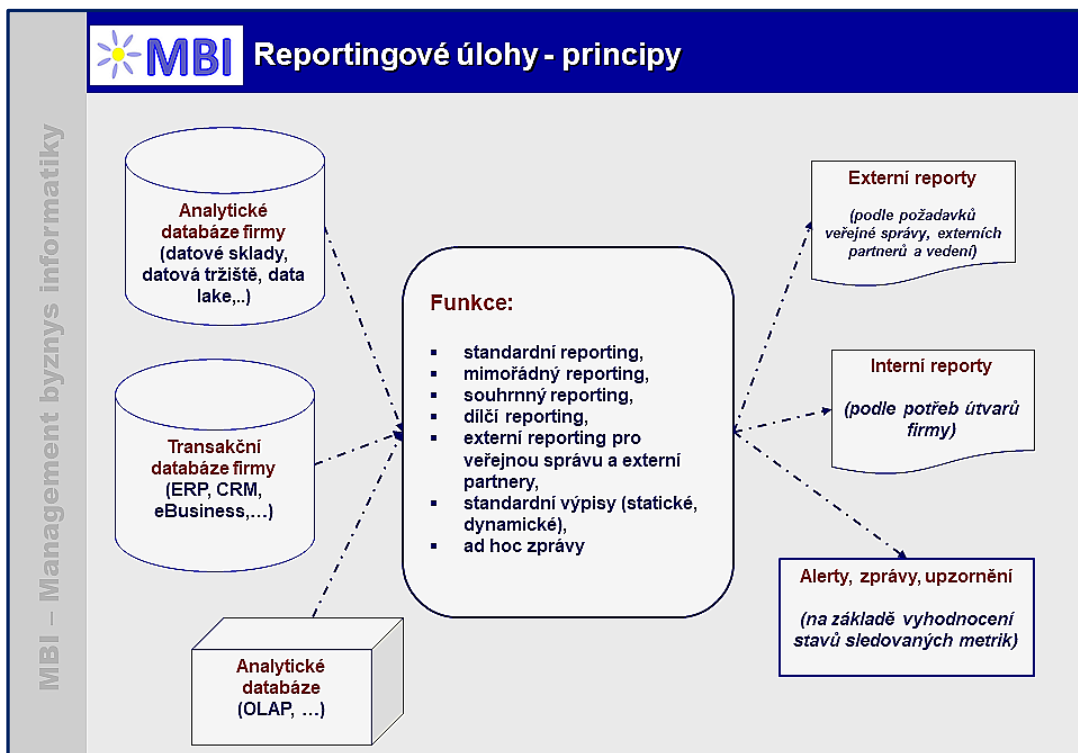 MBI
Reportingové úlohy - principy
MBI – Management byznys informatiky
Analytické
databáze firmy
(datové sklady,
datová tržiště, data
lake,..)
Transakční
databáze firmy
(ERP, CRM,
eBusiness,…)
Analytické
databáze
(OLAP, …)
Funkce:
▪ standardní reporting,
▪ mimořádný reporting,
▪ souhrnný reporting,
▪ dílčí reporting,
▪ externí reporting pro
veřejnou správu a externí
partnery,
▪ standardní výpisy (statické,
dynamické),
▪ ad hoc zprávy
Externí reporty
(podle požadavků
veřejné správy, externích
partnerů a vedení)
Interní reporty
(podle potřeb útvarů
firmy)
Alerty, zprávy, upzornění
(na základě vyhodnocení
stavů sledovaných metrik)